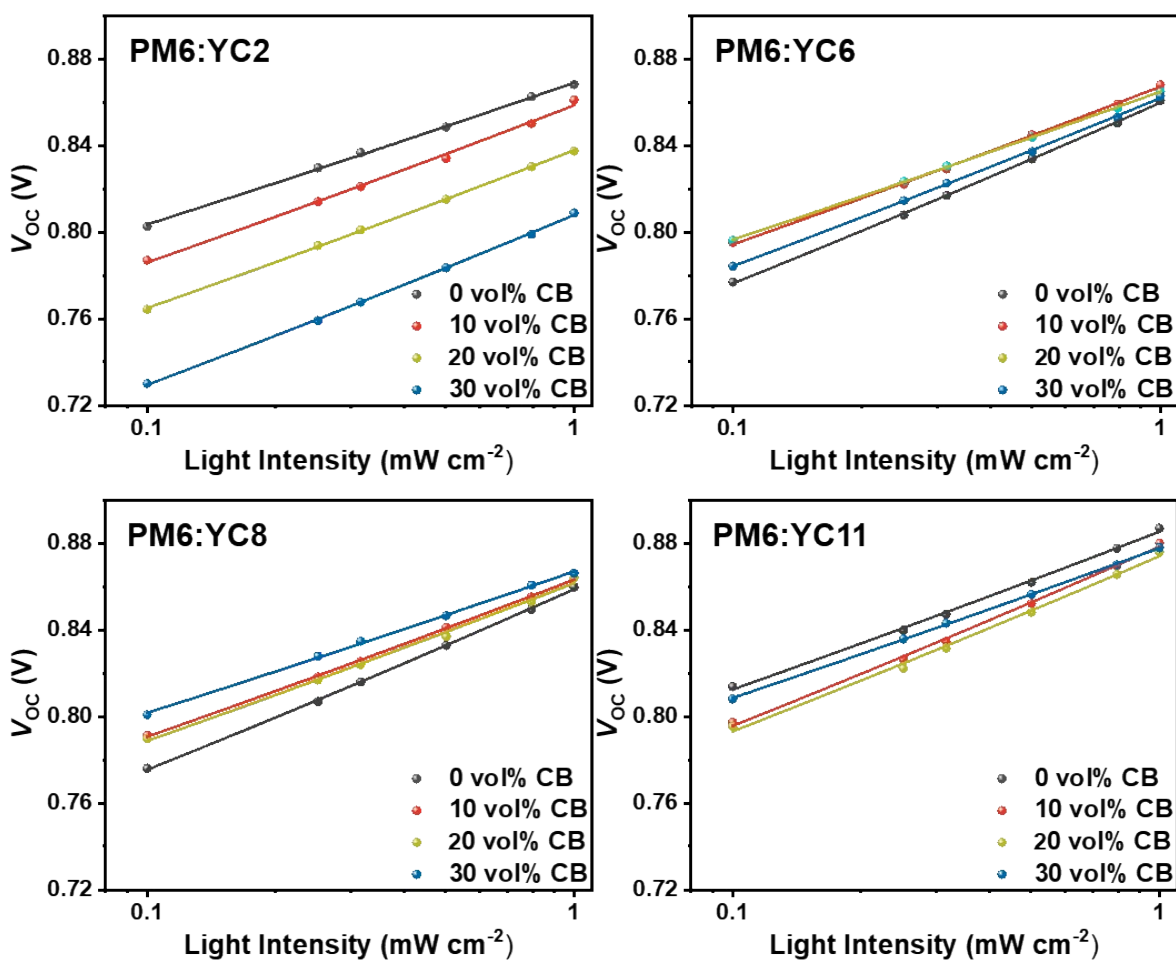 PM6:YC2
0.88
0.84
0.80
0.76
0.72
V_OC (V)
0 vol% CB
10 vol% CB
20 vol% CB
30 vol% CB
0.1
1
Light Intensity (mW cm⁻²)
PM6:YC6
0.88
0.84
0.80
0.76
0.72
V_OC (V)
0 vol% CB
10 vol% CB
20 vol% CB
30 vol% CB
0.1
1
Light Intensity (mW cm⁻²)
PM6:YC8
0.88
0.84
0.80
0.76
0.72
V_OC (V)
0 vol% CB
10 vol% CB
20 vol% CB
30 vol% CB
0.1
1
Light Intensity (mW cm⁻²)
PM6:YC11
0.88
0.84
0.80
0.76
0.72
V_OC (V)
0 vol% CB
10 vol% CB
20 vol% CB
30 vol% CB
0.1
1
Light Intensity (mW cm⁻²)